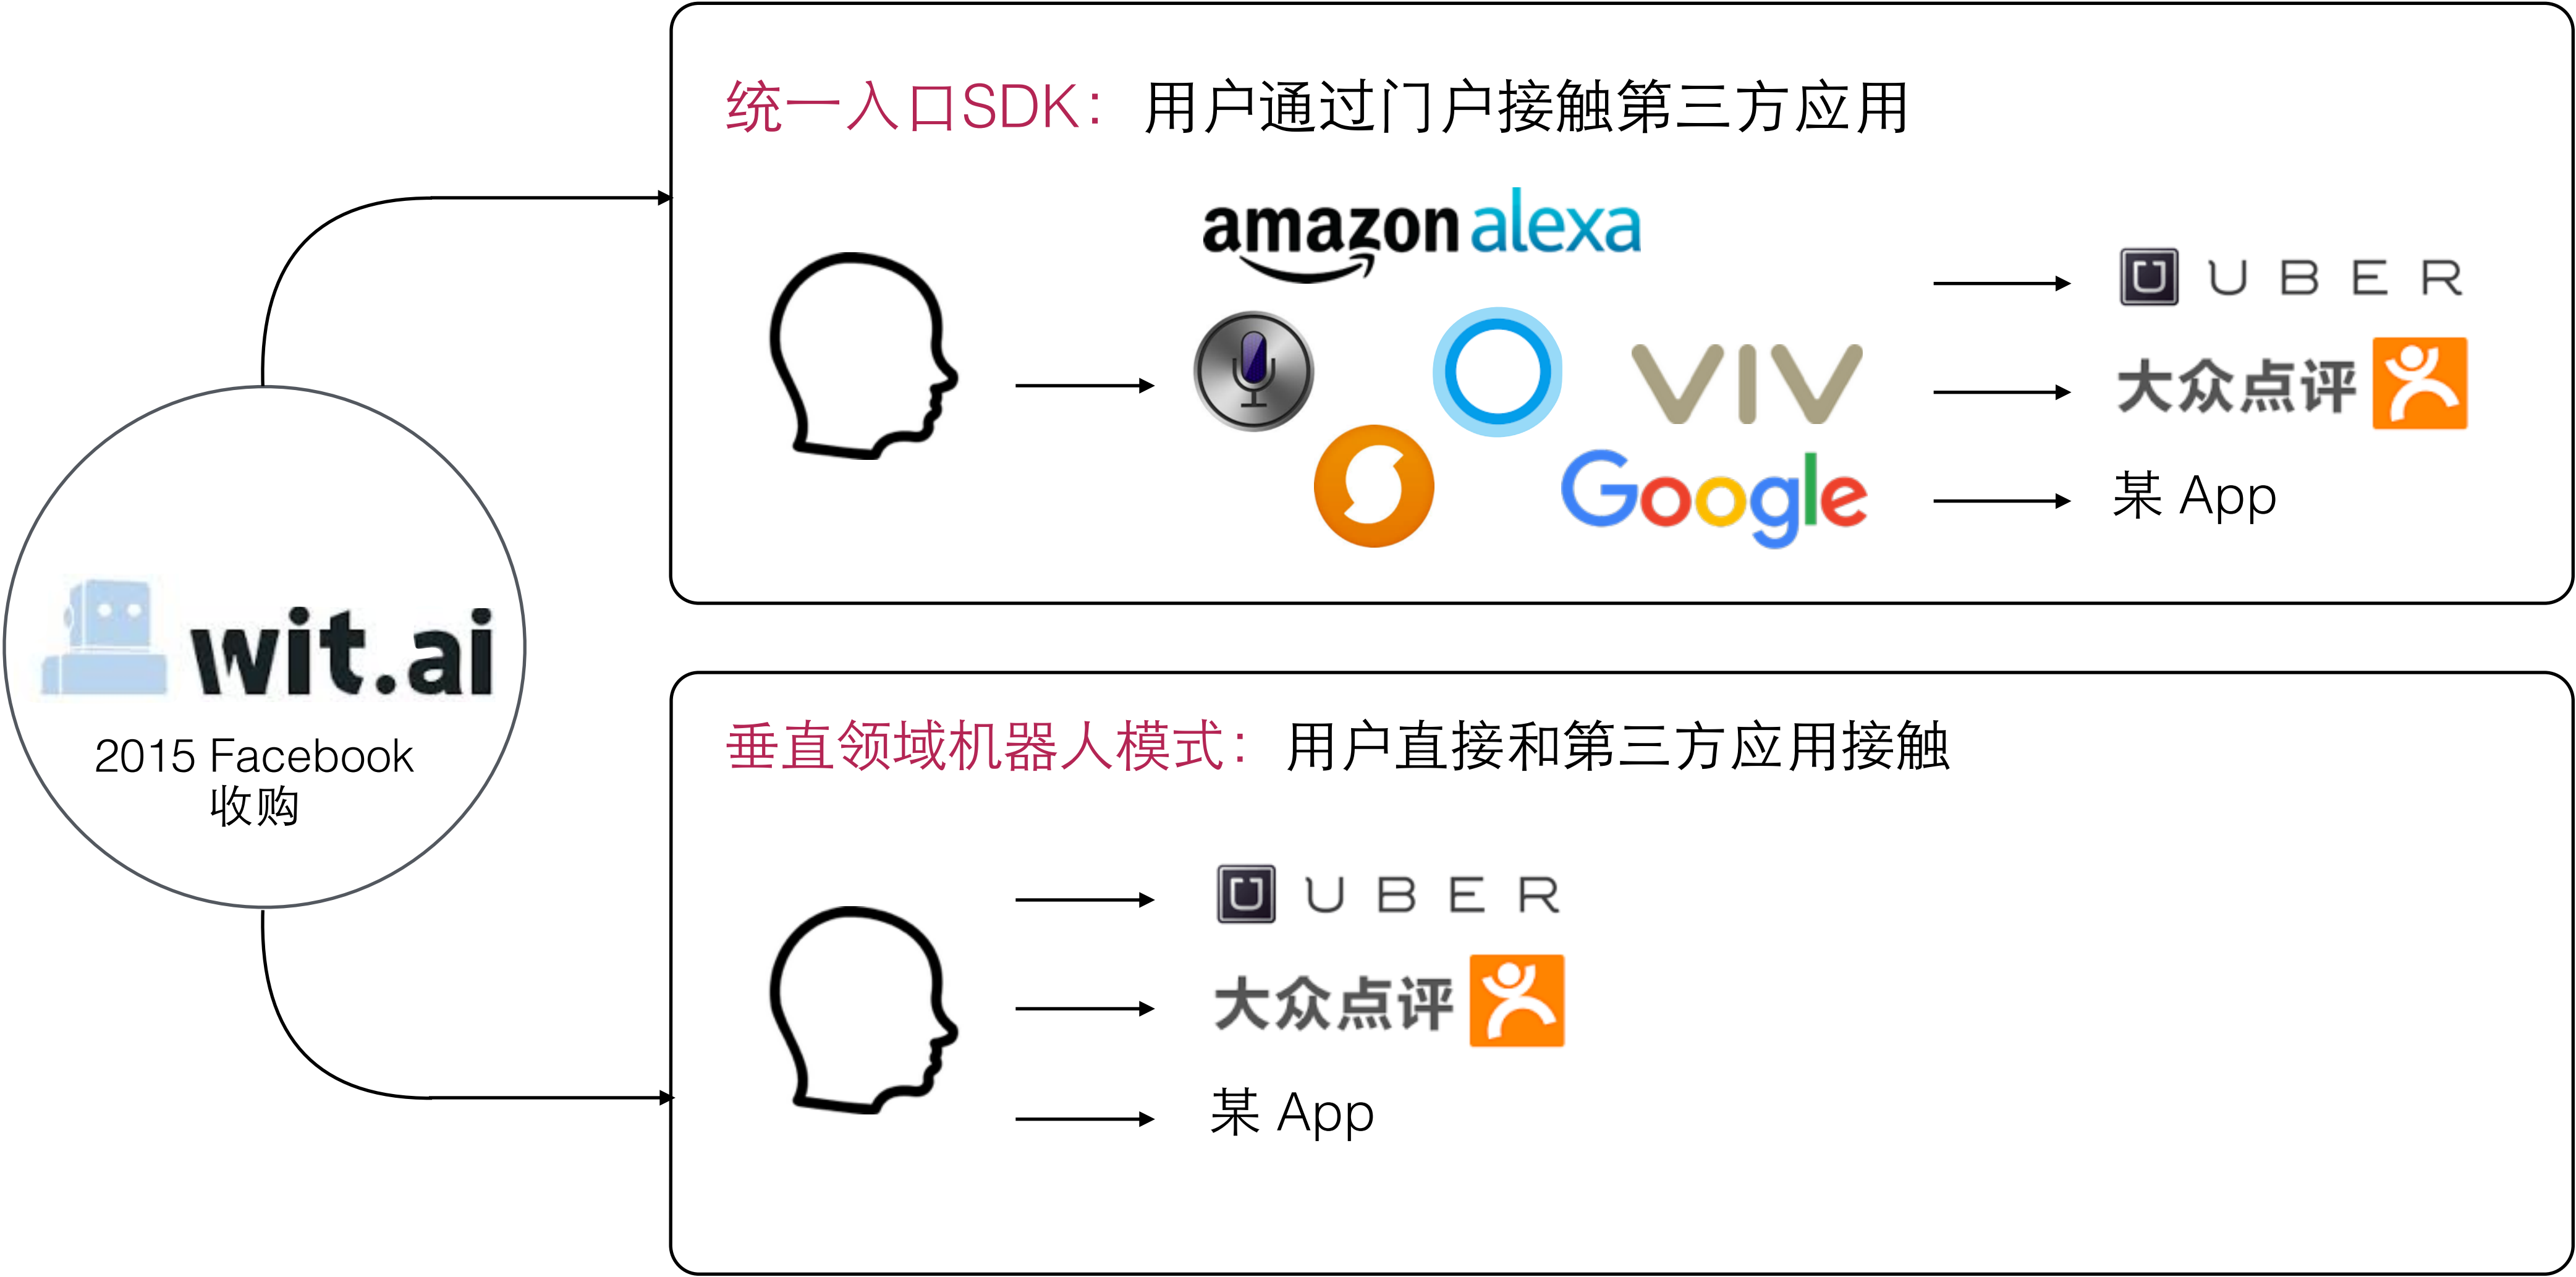 统一入口SDK：用户通过门户接触第三方应用
amazon alexa
UBER
大众点评
VIV
Google
某 App
wit.ai
2015 Facebook
收购
垂直领域机器人模式：用户直接和第三方应用接触
UBER
大众点评
某 App